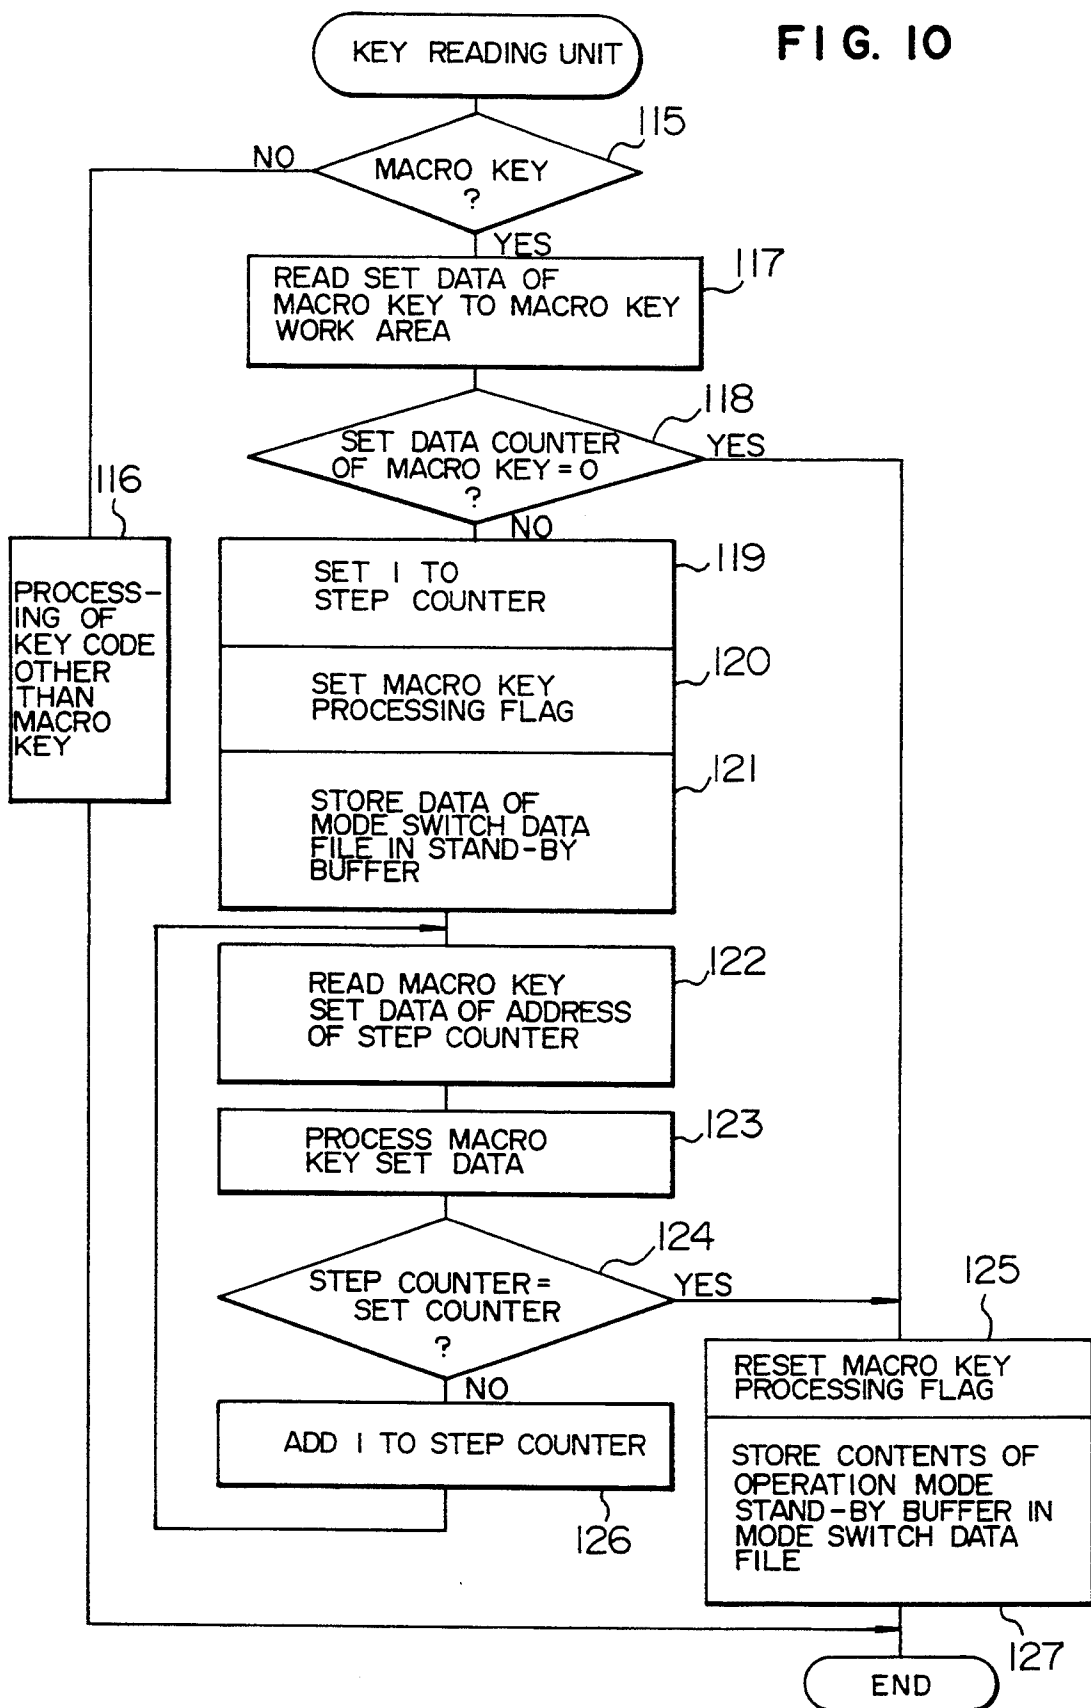 FIG. 10
KEY READING UNIT
115
NO
MACRO KEY
?
YES
117
READ SET DATA OF
MACRO KEY TO MACRO KEY
WORK AREA
118
SET DATA COUNTER
OF MACRO KEY = 0
?
YES
NO
116
PROCESS-
ING OF
KEY CODE
OTHER
THAN
MACRO
KEY
119
SET 1 TO
STEP COUNTER
120
SET MACRO KEY
PROCESSING FLAG
121
STORE DATA OF
MODE SWITCH DATA
FILE IN STAND-BY
BUFFER
122
READ MACRO KEY
SET DATA OF ADDRESS
OF STEP COUNTER
123
PROCESS MACRO
KEY SET DATA
124
STEP COUNTER =
SET COUNTER
?
YES
NO
125
RESET MACRO KEY
PROCESSING FLAG
ADD 1 TO STEP COUNTER
126
STORE CONTENTS OF
OPERATION MODE
STAND-BY BUFFER IN
MODE SWITCH DATA
FILE
127
END